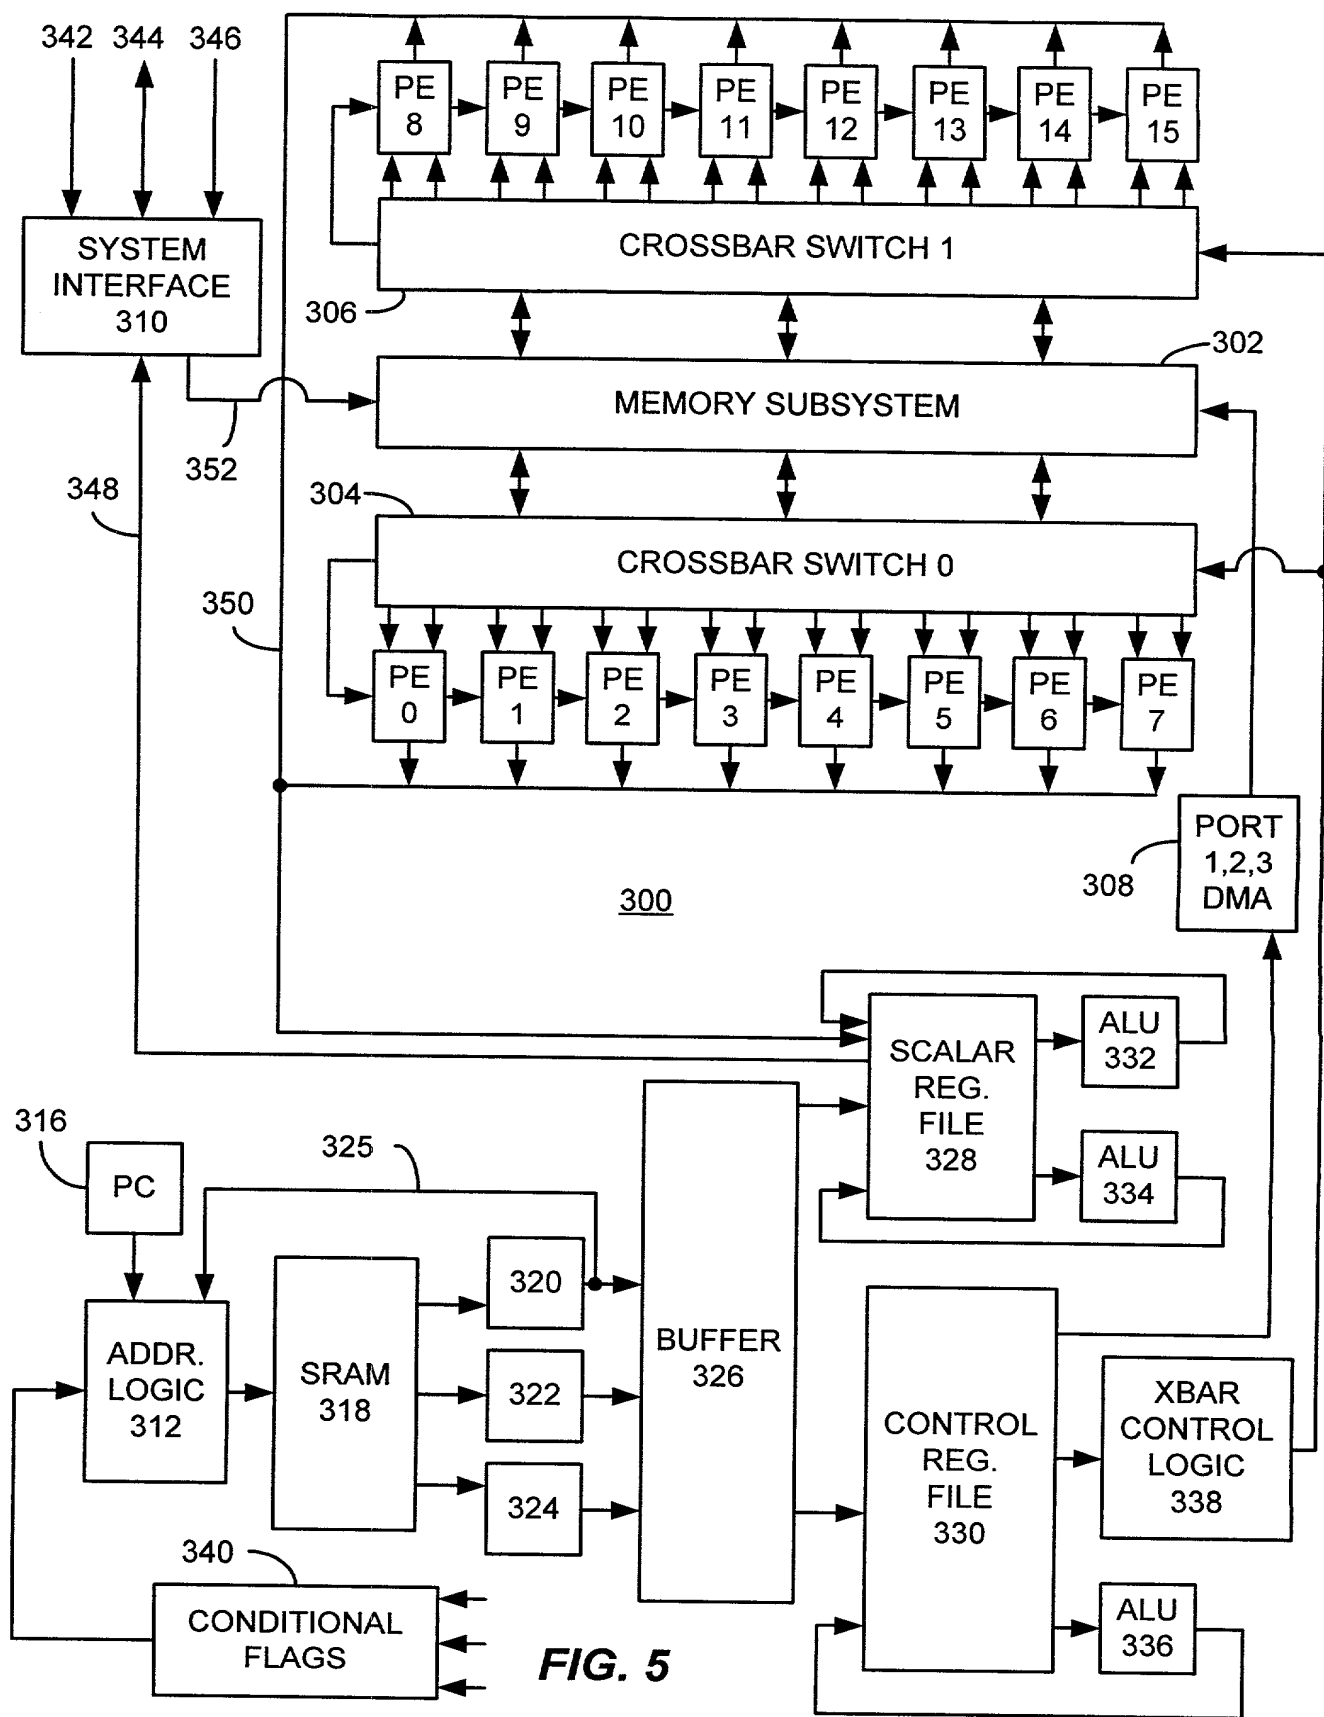 342 344 346
PE 8
PE 9
PE 10
PE 11
PE 12
PE 13
PE 14
PE 15
SYSTEM
INTERFACE
310
CROSSBAR SWITCH 1
306
302
MEMORY SUBSYSTEM
352
348
304
CROSSBAR SWITCH 0
350
PE 0
PE 1
PE 2
PE 3
PE 4
PE 5
PE 6
PE 7
PORT
1,2,3
DMA
308
300
SCALAR
REG.
FILE
328
ALU
332
ALU
334
316
PC
325
ADDR.
LOGIC
312
SRAM
318
320
322
324
BUFFER
326
CONTROL
REG.
FILE
330
XBAR
CONTROL
LOGIC
338
ALU
336
340
CONDITIONAL
FLAGS
FIG. 5